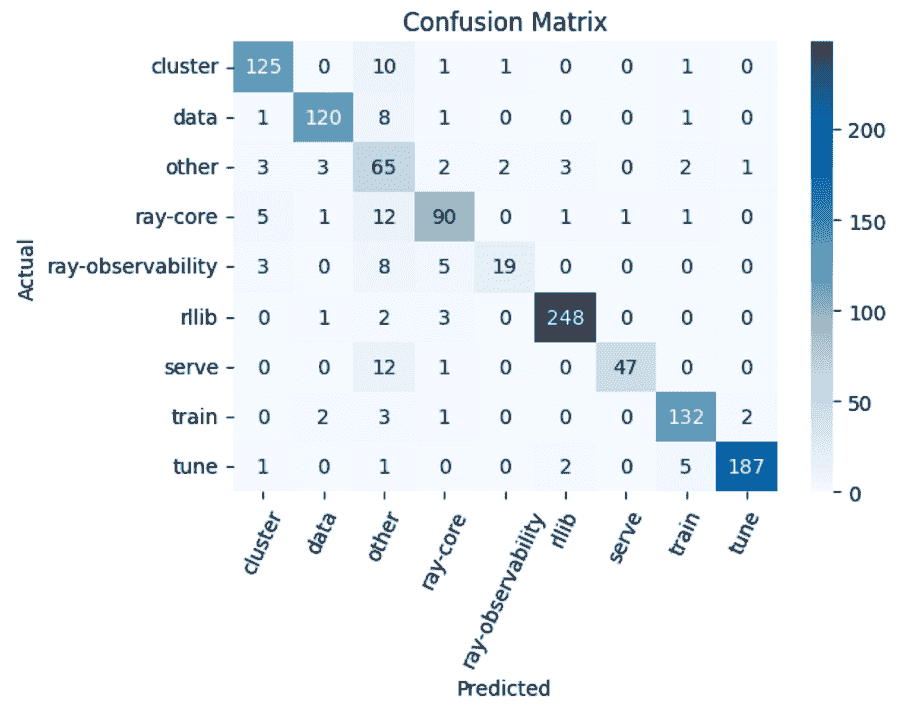 Confusion Matrix
cluster 125 0 10 1 1 0 0 1 0
data 1 120 8 1 0 0 0 1 0
other 3 3 65 2 2 3 0 2 1
ray-core 5 1 12 90 0 1 1 1 0
ray-observability 3 0 8 5 19 0 0 0 0
rllib 0 1 2 3 0 248 0 0 0
serve 0 0 12 1 0 0 47 0 0
train 0 2 3 1 0 0 0 132 2
tune 1 0 1 0 0 2 0 5 187
Actual
cluster data other ray-core ray-observability rllib serve train tune
Predicted
200
150
100
50
0